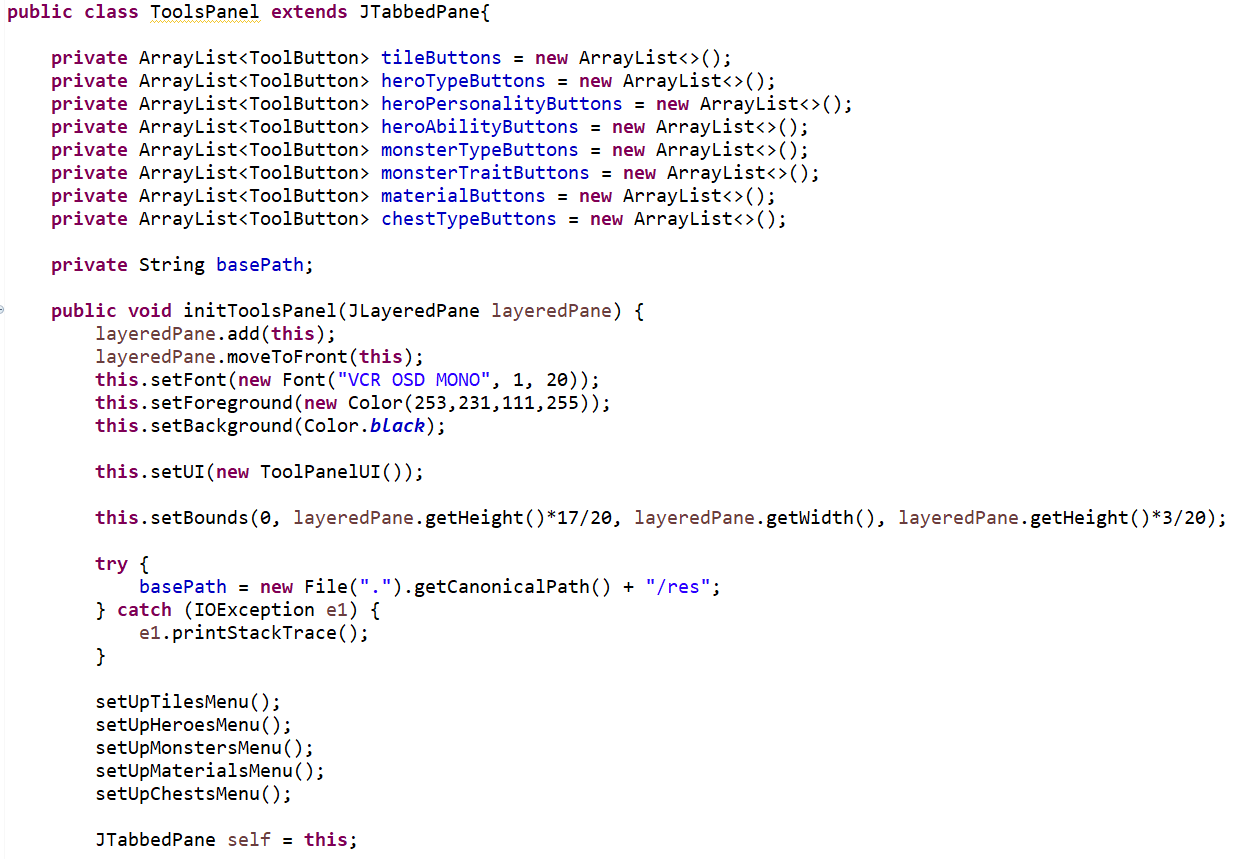 public class ToolsPanel extends JTabbedPane{
private ArrayList<ToolButton> tileButtons = new ArrayList<>();
private ArrayList<ToolButton> heroTypeButtons = new ArrayList<>();
private ArrayList<ToolButton> heroPersonalityButtons = new ArrayList<>();
private ArrayList<ToolButton> heroAbilityButtons = new ArrayList<>();
private ArrayList<ToolButton> monsterTypeButtons = new ArrayList<>();
private ArrayList<ToolButton> monsterTraitButtons = new ArrayList<>();
private ArrayList<ToolButton> materialButtons = new ArrayList<>();
private ArrayList<ToolButton> chestTypeButtons = new ArrayList<>();
private String basePath;
public void initToolsPanel(JLayeredPane layeredPane) {
layeredPane.add(this);
layeredPane.moveToFront(this);
this.setFont(new Font("VCR OSD MONO", 1, 20));
this.setForeground(new Color(253,231,111,255));
this.setBackground(Color.black);
this.setUI(new ToolPanelUI());
this.setBounds(0, layeredPane.getHeight()*17/20, layeredPane.getWidth(), layeredPane.getHeight()*3/20);
try {
basePath = new File(".").getCanonicalPath() + "/res";
} catch (IOException e1) {
e1.printStackTrace();
}
setUpTilesMenu();
setUpHeroesMenu();
setUpMonstersMenu();
setUpMaterialsMenu();
setUpChestsMenu();
JTabbedPane self = this;